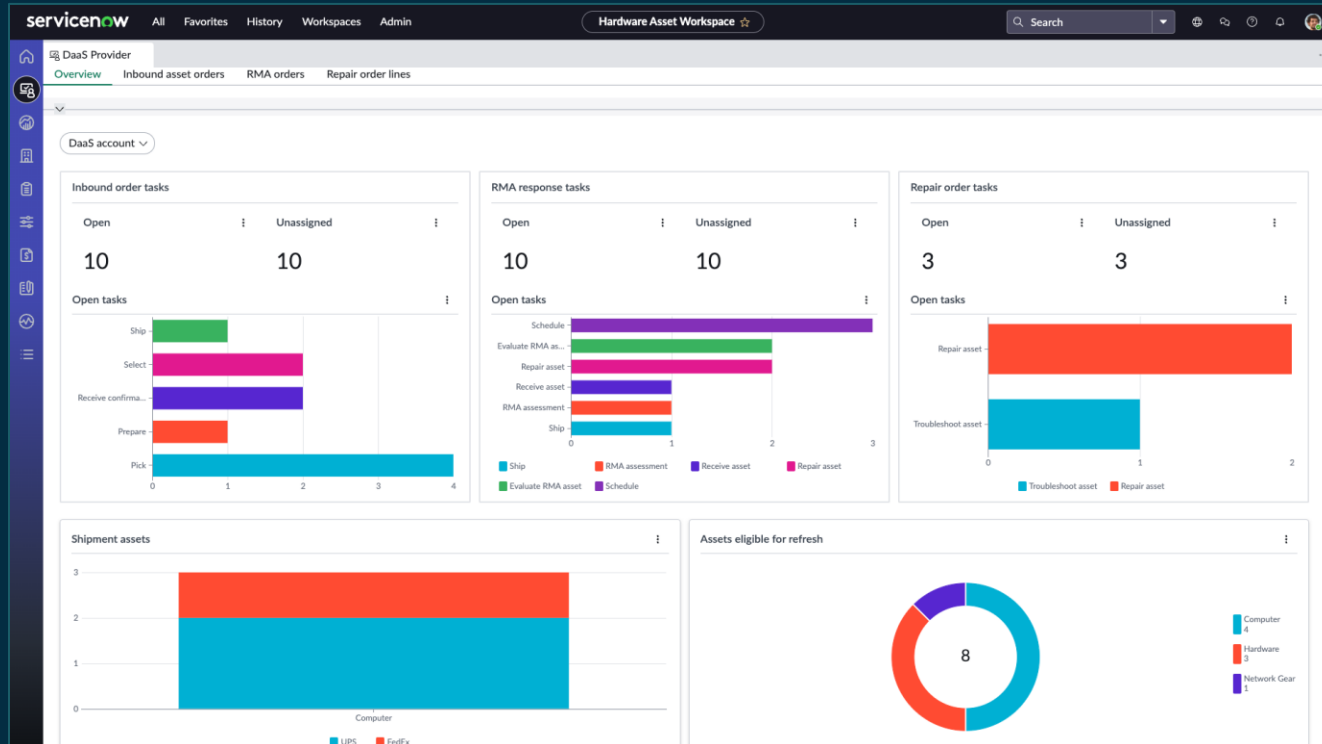 servicenow All Favorites History Workspaces Admin Hardware Asset Workspace Search
DaaS Provider
Overview Inbound asset orders RMA orders Repair order lines
DaaS account
Inbound order tasks
Open Unassigned
10 10
Open tasks
Ship
Select
Receive confirma...
Prepare
Pick
0 1 2 3 4
RMA response tasks
Open Unassigned
10 10
Open tasks
Schedule
Evaluate RMA as...
Repair asset
Receive asset
RMA assessment
Ship
0 1 2 3
Ship RMA assessment Receive asset Repair asset
Evaluate RMA asset Schedule
Repair order tasks
Open Unassigned
3 3
Open tasks
Repair asset
Troubleshoot asset
0 1 2
Troubleshoot asset Repair asset
Shipment assets
3
2
1
0
Computer
UPS FedEx
Assets eligible for refresh
8
Computer
4
Hardware
3
Network Gear
1